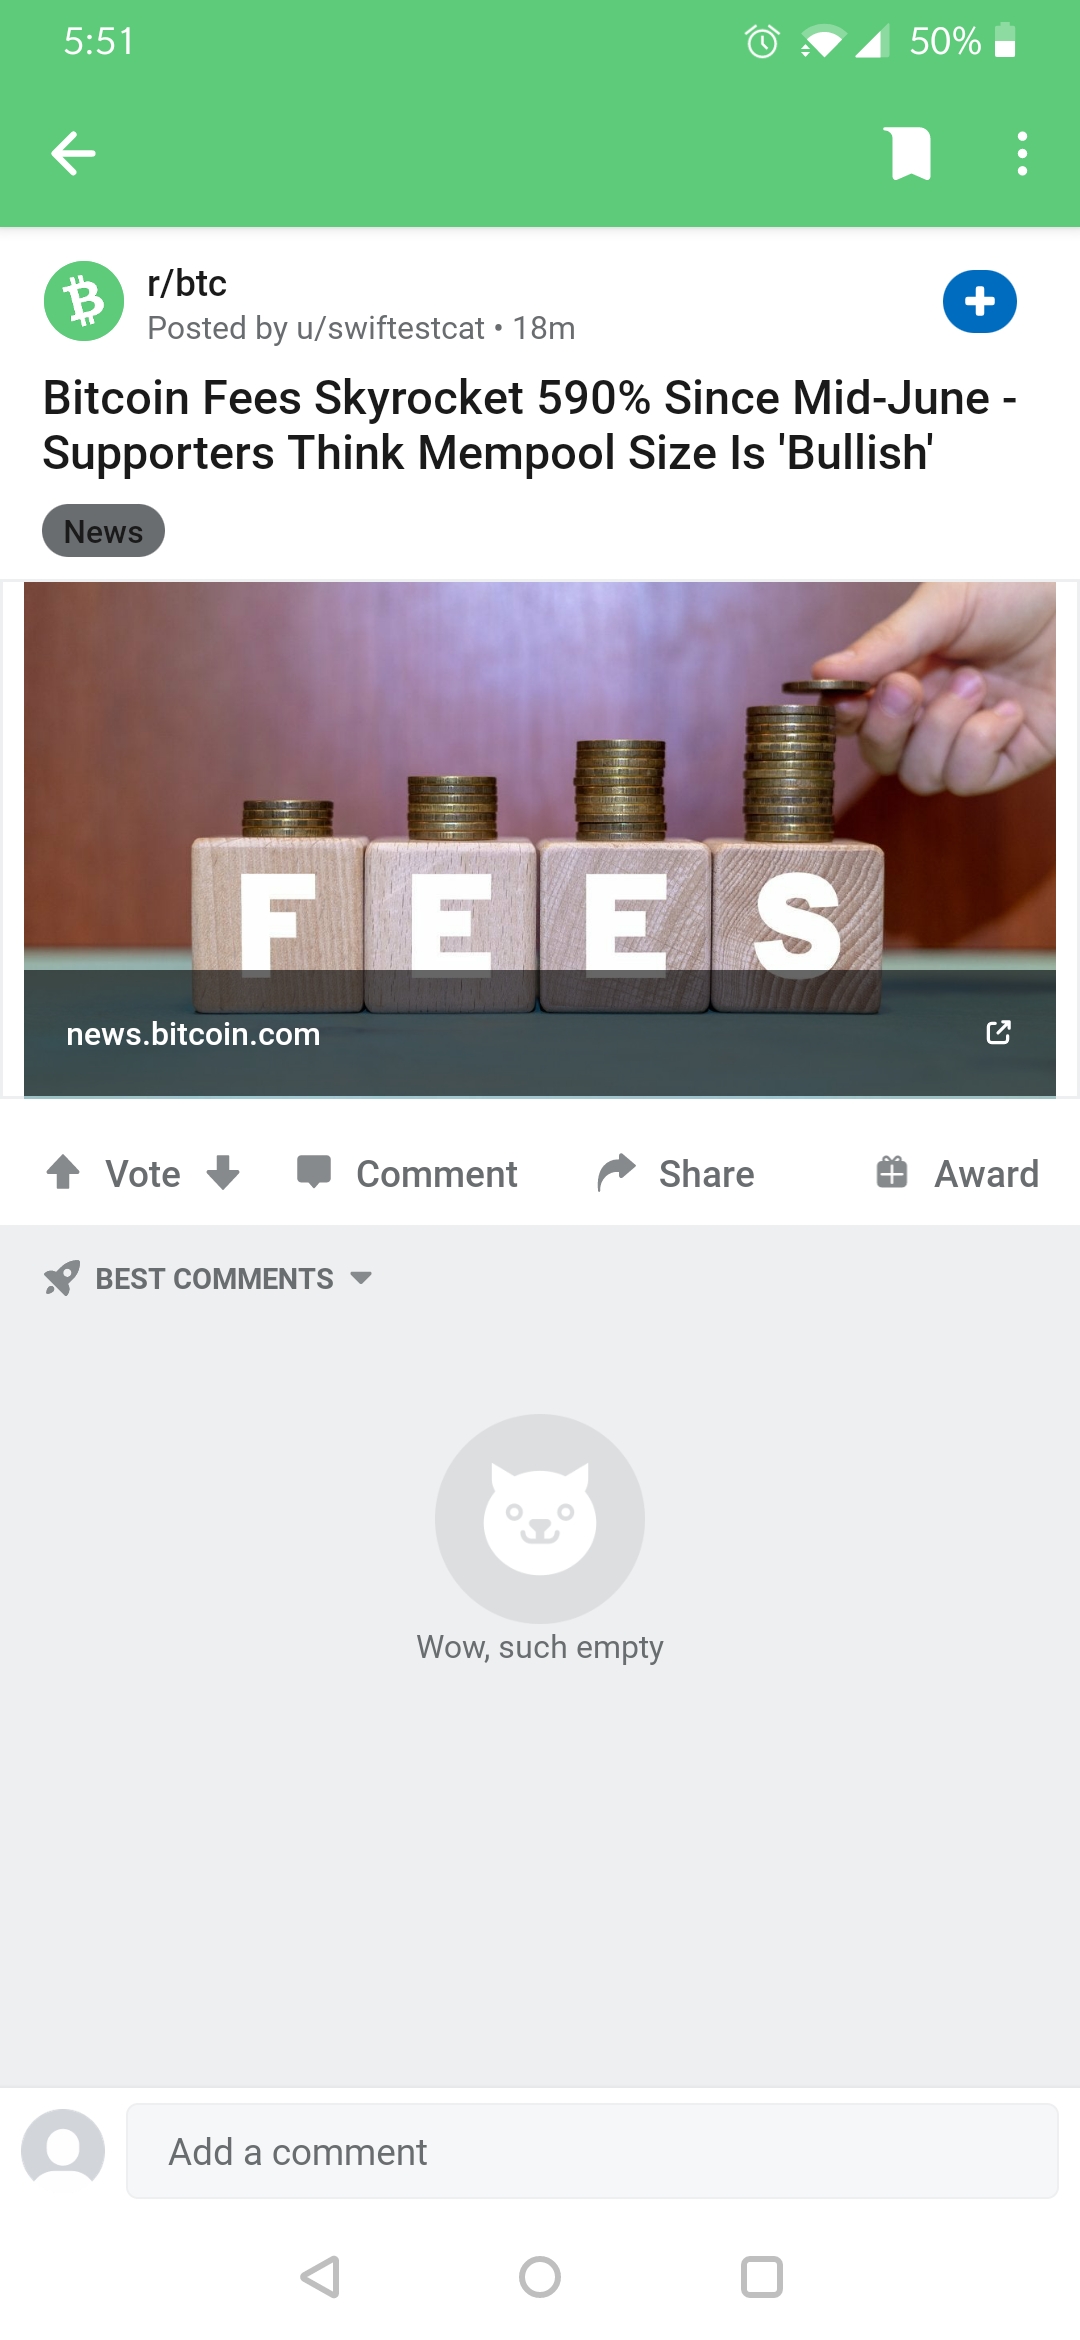 5:51
50%
r/btc
Posted by u/swiftestcat • 18m
Bitcoin Fees Skyrocket 590% Since Mid-June -
Supporters Think Mempool Size Is 'Bullish'
News
F E E S
news.bitcoin.com
Vote
Comment
Share
Award
BEST COMMENTS
Wow, such empty
Add a comment